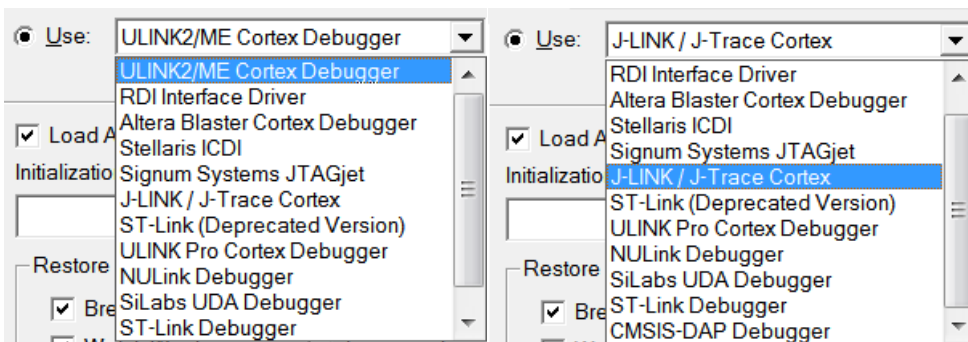 Use: ULINK2/ME Cortex Debugger
ULINK2/ME Cortex Debugger
RDI Interface Driver
Altera Blaster Cortex Debugger
Stellaris ICDI
Signum Systems JTAGjet
J-LINK / J-Trace Cortex
ST-Link (Deprecated Version)
ULINK Pro Cortex Debugger
NULink Debugger
SiLabs UDA Debugger
ST-Link Debugger
Load A
Initializatio
Restore
Bre
Use: J-LINK / J-Trace Cortex
RDI Interface Driver
Altera Blaster Cortex Debugger
Stellaris ICDI
Signum Systems JTAGjet
J-LINK / J-Trace Cortex
ST-Link (Deprecated Version)
ULINK Pro Cortex Debugger
NULink Debugger
SiLabs UDA Debugger
ST-Link Debugger
CMSIS-DAP Debugger
Load A
Initializatio
Restore
Bre